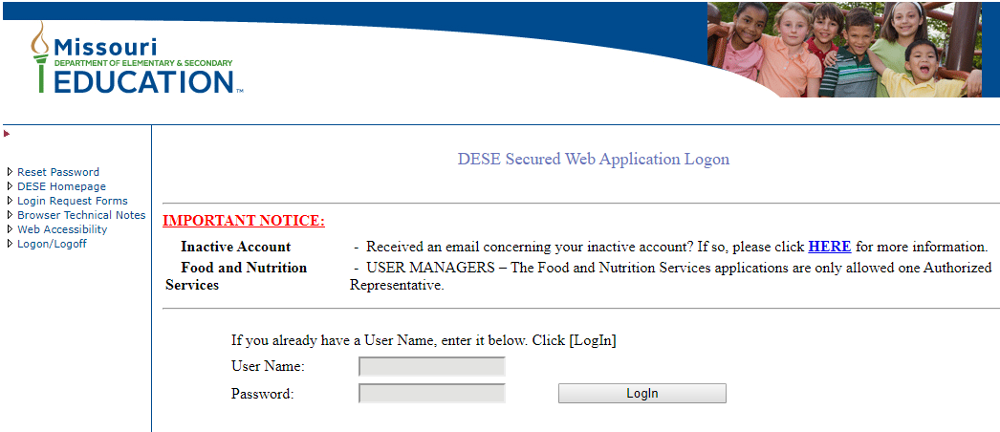 Missouri
DEPARTMENT OF ELEMENTARY & SECONDARY
EDUCATION™
Reset Password
DESE Homepage
Login Request Forms
Browser Technical Notes
Web Accessibility
Logon/Logoff
DESE Secured Web Application Logon
IMPORTANT NOTICE:
Inactive Account - Received an email concerning your inactive account? If so, please click HERE for more information.
Food and Nutrition Services - USER MANAGERS – The Food and Nutrition Services applications are only allowed one Authorized
Representative.
If you already have a User Name, enter it below. Click [LogIn]
User Name:
Password: LogIn